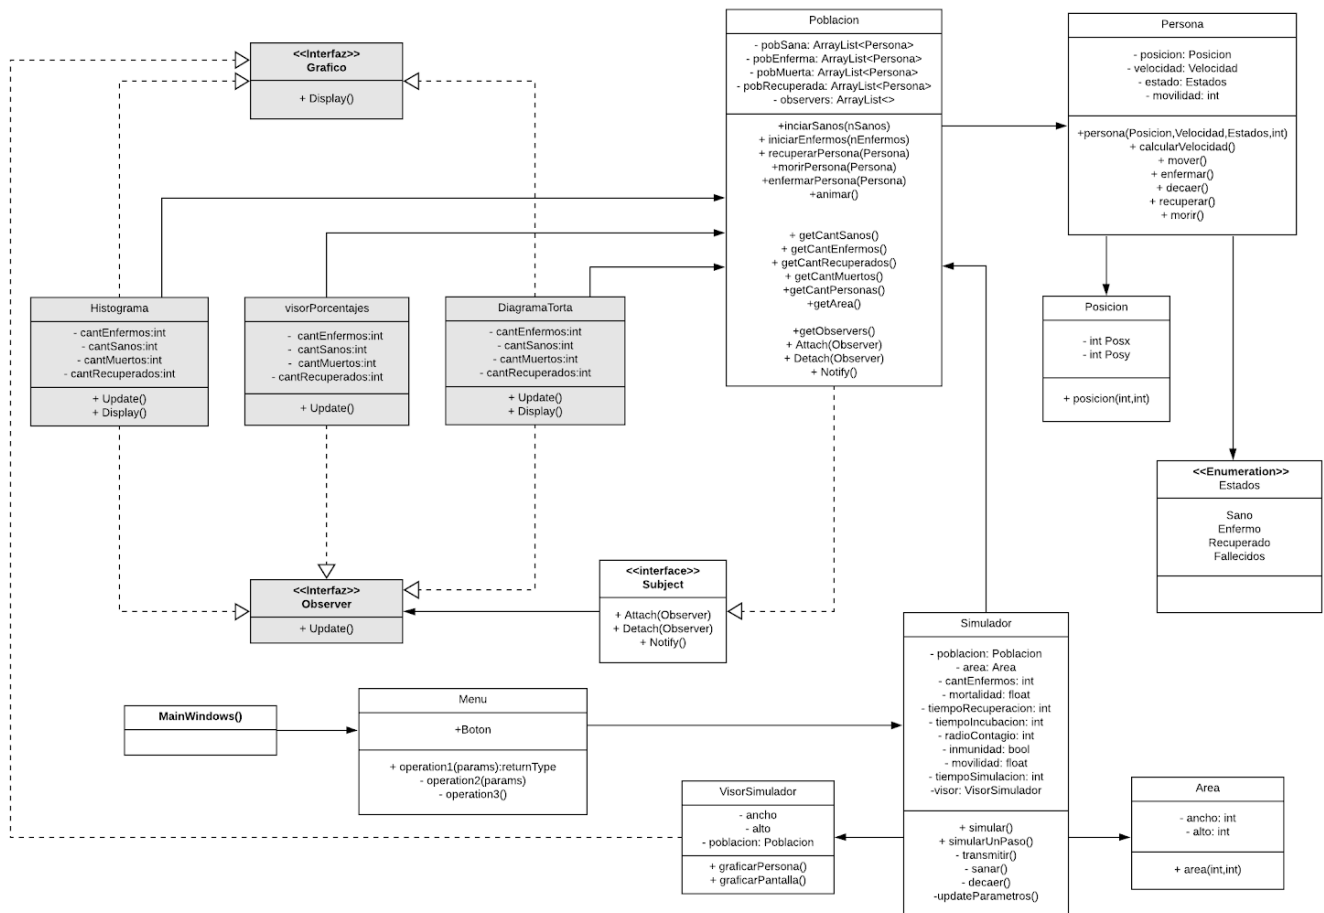 <<Interfaz>>
Grafico
+ Display()
Poblacion
- pobSana: ArrayList<Persona>
- pobEnferma: ArrayList<Persona>
- pobMuerta: ArrayList<Persona>
- pobRecuperada: ArrayList<Persona>
- observers: ArrayList<>
+inciarSanos(nSanos)
+ iniciarEnfermos(nEnfermos)
+ recuperarPersona(Persona)
+morirPersona(Persona)
+enfermarPersona(Persona)
+animar()
+ getCantSanos()
+ getCantEnfermos()
+ getCantRecuperados()
+ getCantMuertos()
+getCantPersonas()
+getArea()
+getObservers()
+ Attach(Observer)
+ Detach(Observer)
+ Notify()
Persona
- posicion: Posicion
- velocidad: Velocidad
- estado: Estados
- movilidad: int
+persona(Posicion,Velocidad,Estados,int)
+ calcularVelocidad()
+ mover()
+ enfermar()
+ decaer()
+ recuperar()
+ morir()
Histograma
- cantEnfermos:int
- cantSanos:int
- cantMuertos:int
- cantRecuperados:int
+ Update()
+ Display()
visorPorcentajes
- cantEnfermos:int
- cantSanos:int
- cantMuertos:int
- cantRecuperados:int
+ Update()
DiagramaTorta
- cantEnfermos:int
- cantSanos:int
- cantMuertos:int
- cantRecuperados:int
+ Update()
+ Display()
Posicion
- int Posx
- int Posy
+ posicion(int,int)
<<Enumeration>>
Estados
Sano
Enfermo
Recuperado
Fallecidos
<<Interfaz>>
Observer
+ Update()
<<interface>>
Subject
+ Attach(Observer)
+ Detach(Observer)
+ Notify()
Simulador
- poblacion: Poblacion
- area: Area
- cantEnfermos: int
- mortalidad: float
- tiempoRecuperacion: int
- tiempoIncubacion: int
- radioContagio: int
- inmunidad: bool
- movilidad: float
- tiempoSimulacion: int
-visor: VisorSimulador
+ simular()
+ simularUnPaso()
- transmitir()
- sanar()
- decaer()
-updateParametros()
MainWindows()
Menu
+Boton
+ operation1(params):returnType
- operation2(params)
- operation3()
VisorSimulador
- ancho
- alto
- poblacion: Poblacion
+ graficarPersona()
+ graficarPantalla()
Area
- ancho: int
- alto: int
+ area(int,int)